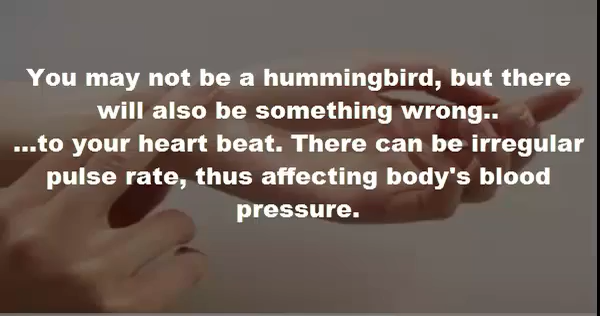 You may not be a hummingbird, but there
will also be something wrong..
...to your heart beat. There can be irregular
pulse rate, thus affecting body's blood
pressure.